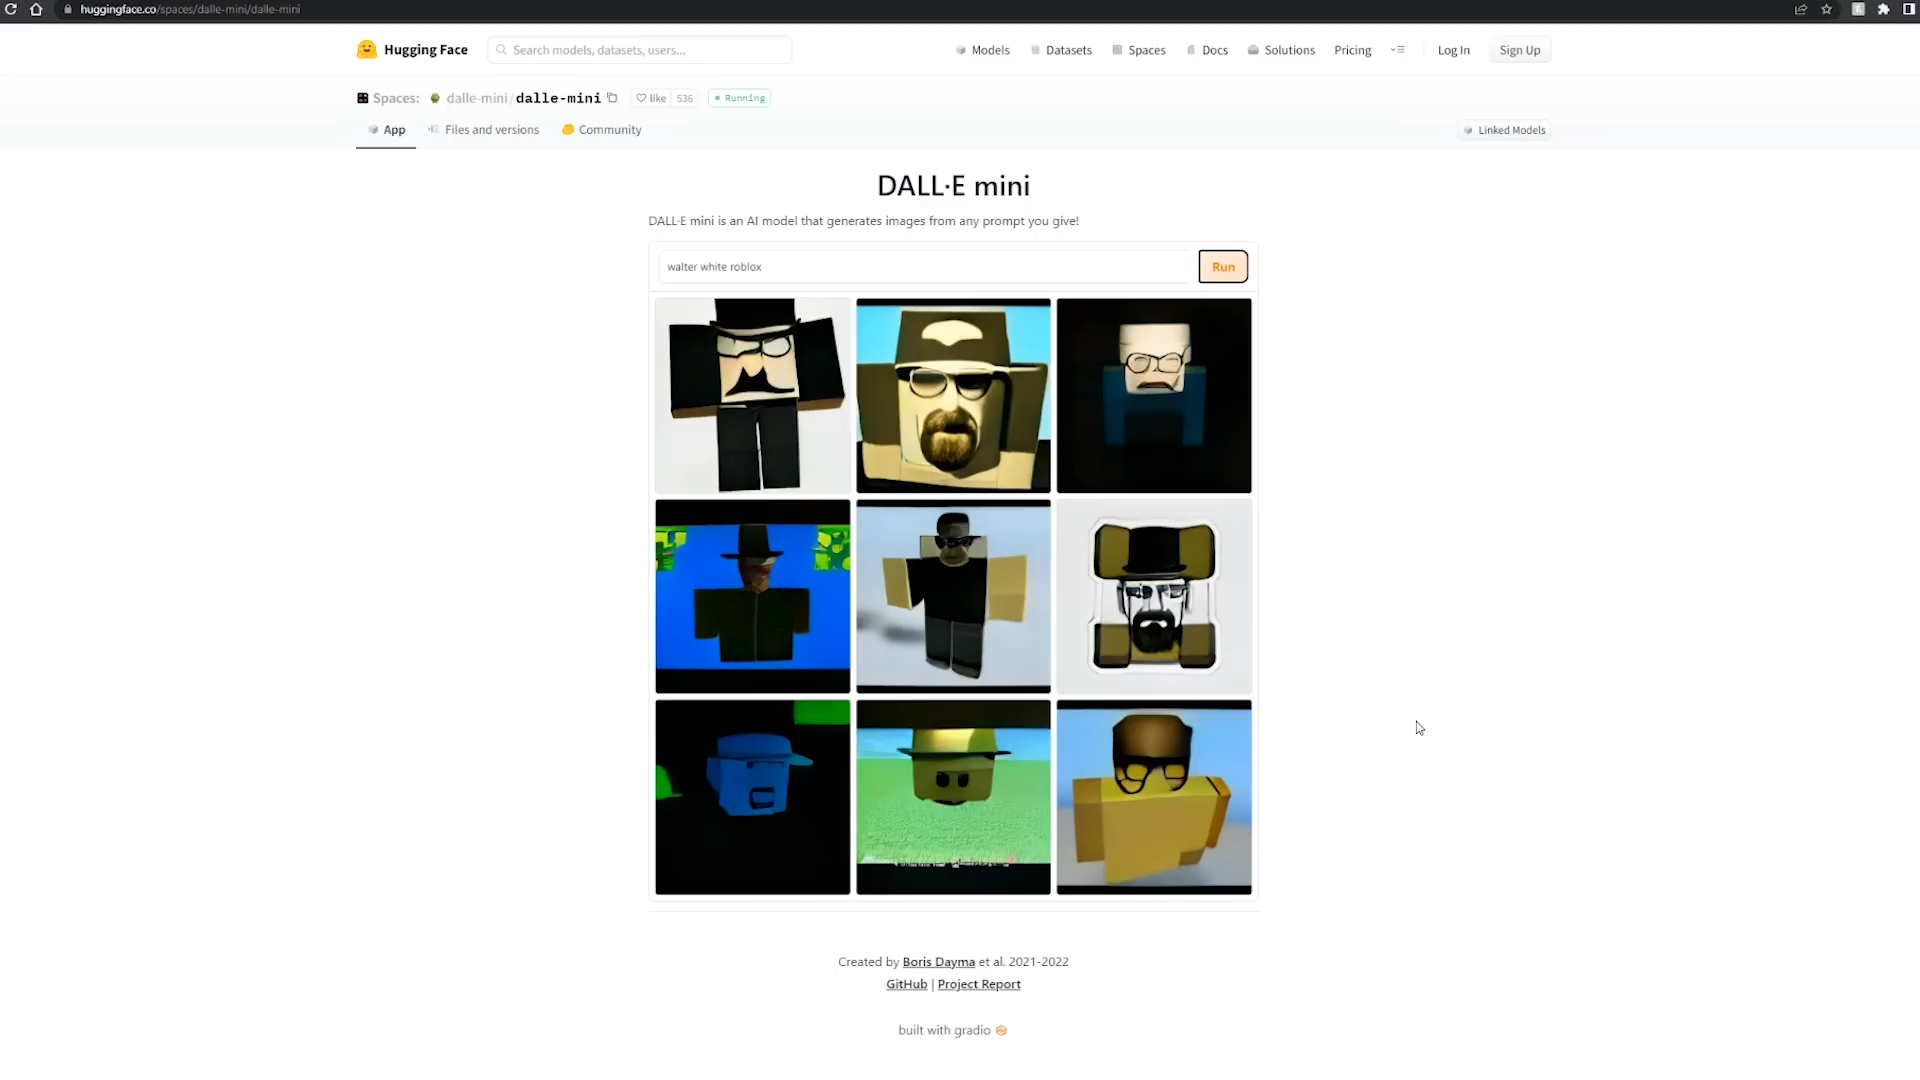 huggingface.co/spaces/dalle-mini/dalle-mini
Hugging Face
Search models, datasets, users...
Models
Datasets
Spaces
Docs
Solutions
Pricing
Log In
Sign Up
Spaces:
dalle-mini/dalle-mini
like
536
Running
App
Files and versions
Community
Linked Models
DALL·E mini
DALL·E mini is an AI model that generates images from any prompt you give!
walter white roblox
Run
Created by Boris Dayma et al. 2021-2022
GitHub | Project Report
built with gradio